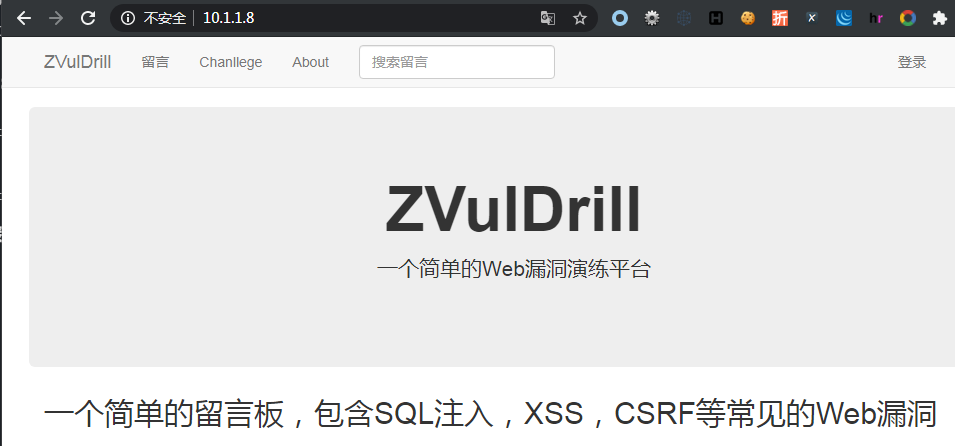 不安全 10.1.1.8
ZVulDrill 留言 Chanllege About 搜索留言 登录
ZVulDrill
一个简单的Web漏洞演练平台
一个简单的留言板，包含SQL注入，XSS，CSRF等常见的Web漏洞